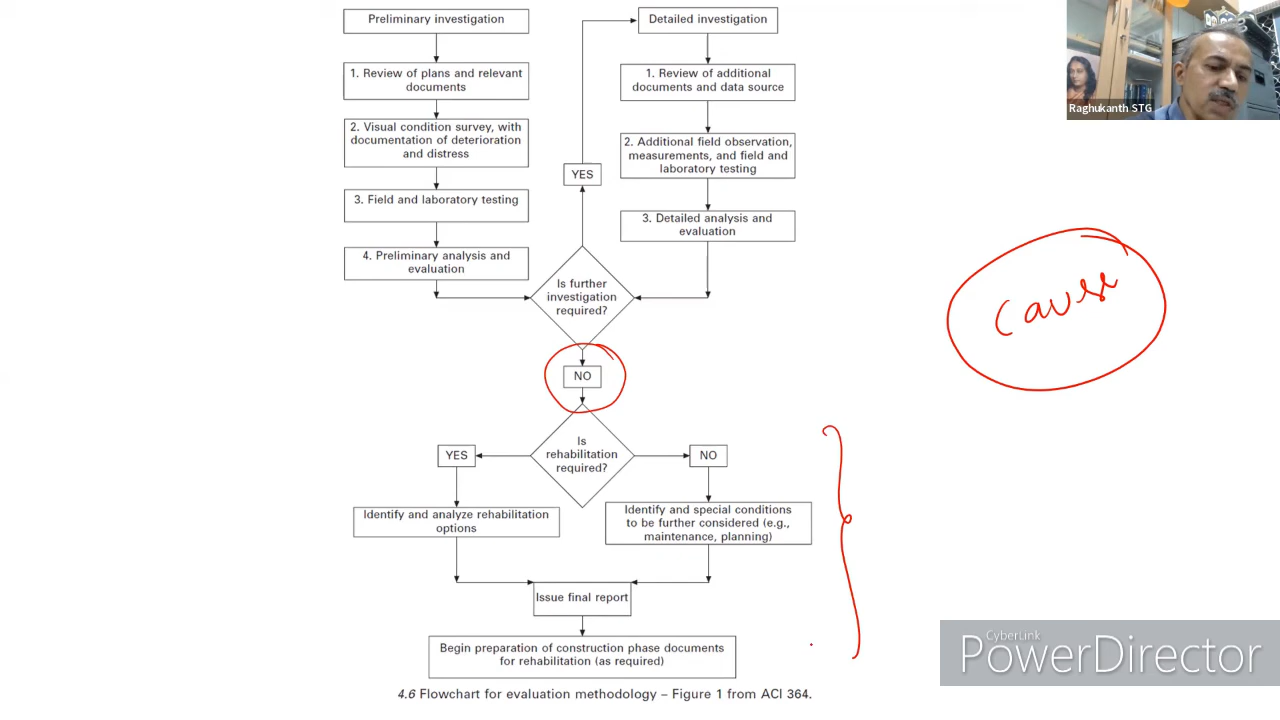 Preliminary investigation
1. Review of plans and relevant
documents
2. Visual condition survey, with
documentation of deterioration
and distress
3. Field and laboratory testing
4. Preliminary analysis and
evaluation
Detailed investigation
1. Review of additional
documents and data source
2. Additional field observation,
measurements, and field and
laboratory testing
3. Detailed analysis and
evaluation
YES
Is further
investigation
required?
NO
Is
rehabilitation
required?
YES
NO
Identify and analyze rehabilitation
options
Identify and special conditions
to be further considered (e.g.,
maintenance, planning)
Issue final report
Begin preparation of construction phase documents
for rehabilitation (as required)
4.6 Flowchart for evaluation methodology – Figure 1 from ACI 364.
Raghukanth STG
Cause
CyberLink
PowerDirector